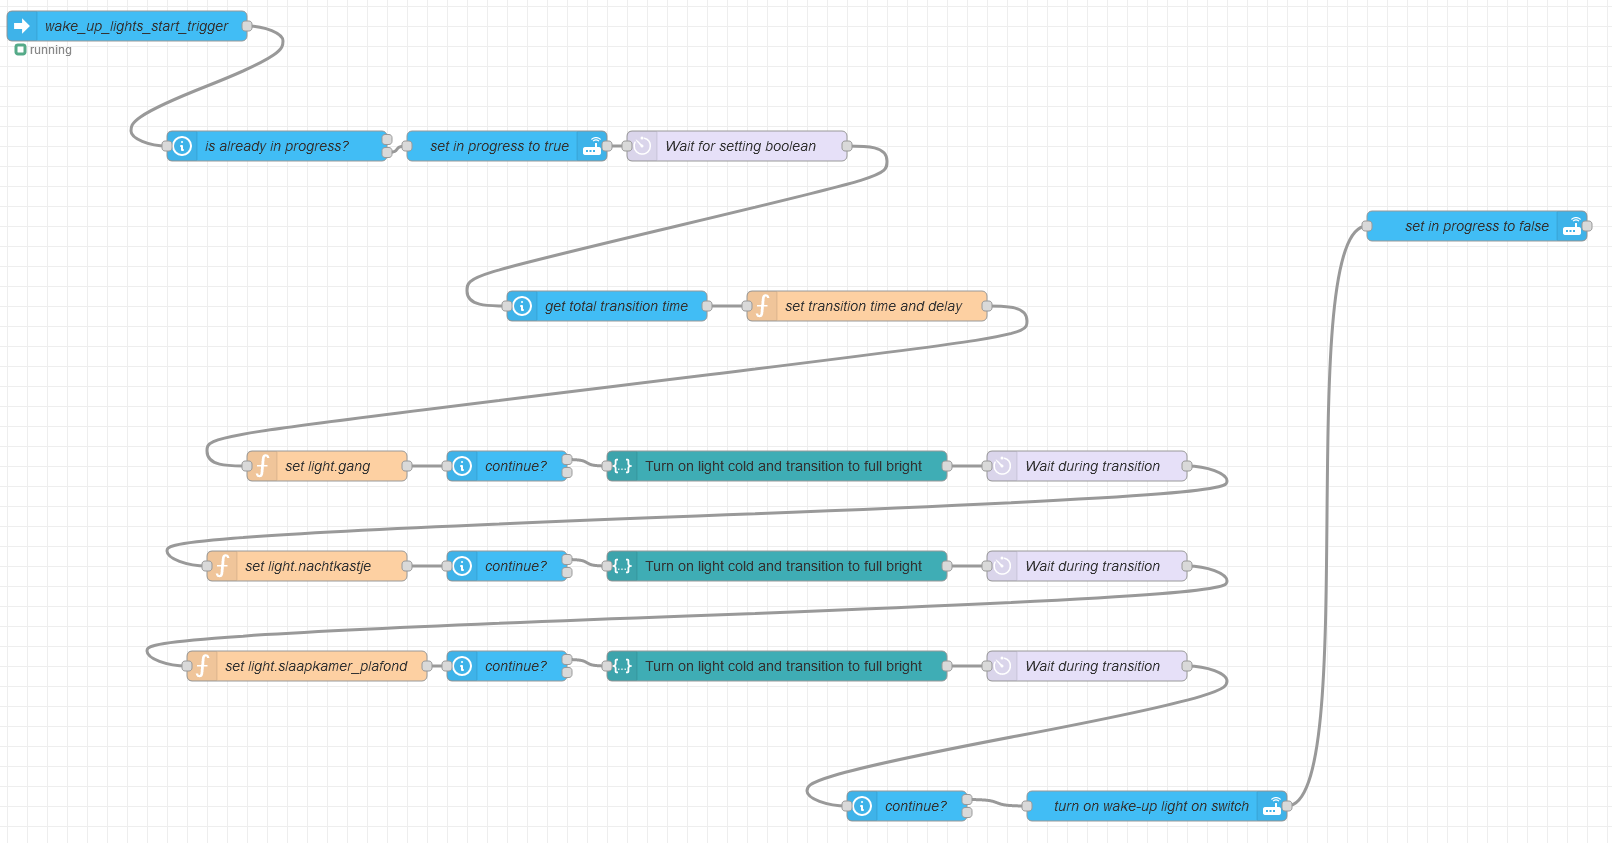 wake_up_lights_start_trigger
running
is already in progress?
set in progress to true
Wait for setting boolean
set in progress to false
get total transition time
set transition time and delay
set light.gang
continue?
Turn on light cold and transition to full bright
Wait during transition
set light.nachtkastje
continue?
Turn on light cold and transition to full bright
Wait during transition
set light.slaapkamer_plafond
continue?
Turn on light cold and transition to full bright
Wait during transition
continue?
turn on wake-up light on switch